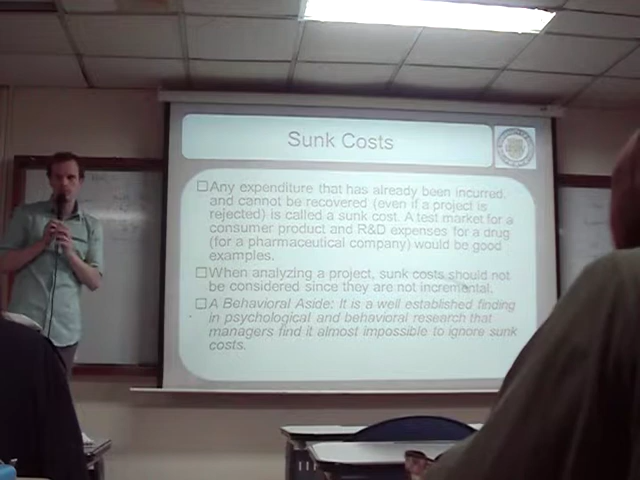 Sunk Costs
☐Any expenditure that has already been incurred,
and cannot be recovered (even if a project is
rejected) is called a sunk cost. A test market for a
consumer product and R&D expenses for a drug
(for a pharmaceutical company) would be good
examples.
☐When analyzing a project, sunk costs should not
be considered since they are not incremental.
☐A Behavioral Aside: It is a well established finding
in psychological and behavioral research that
managers find it almost impossible to ignore sunk
costs.